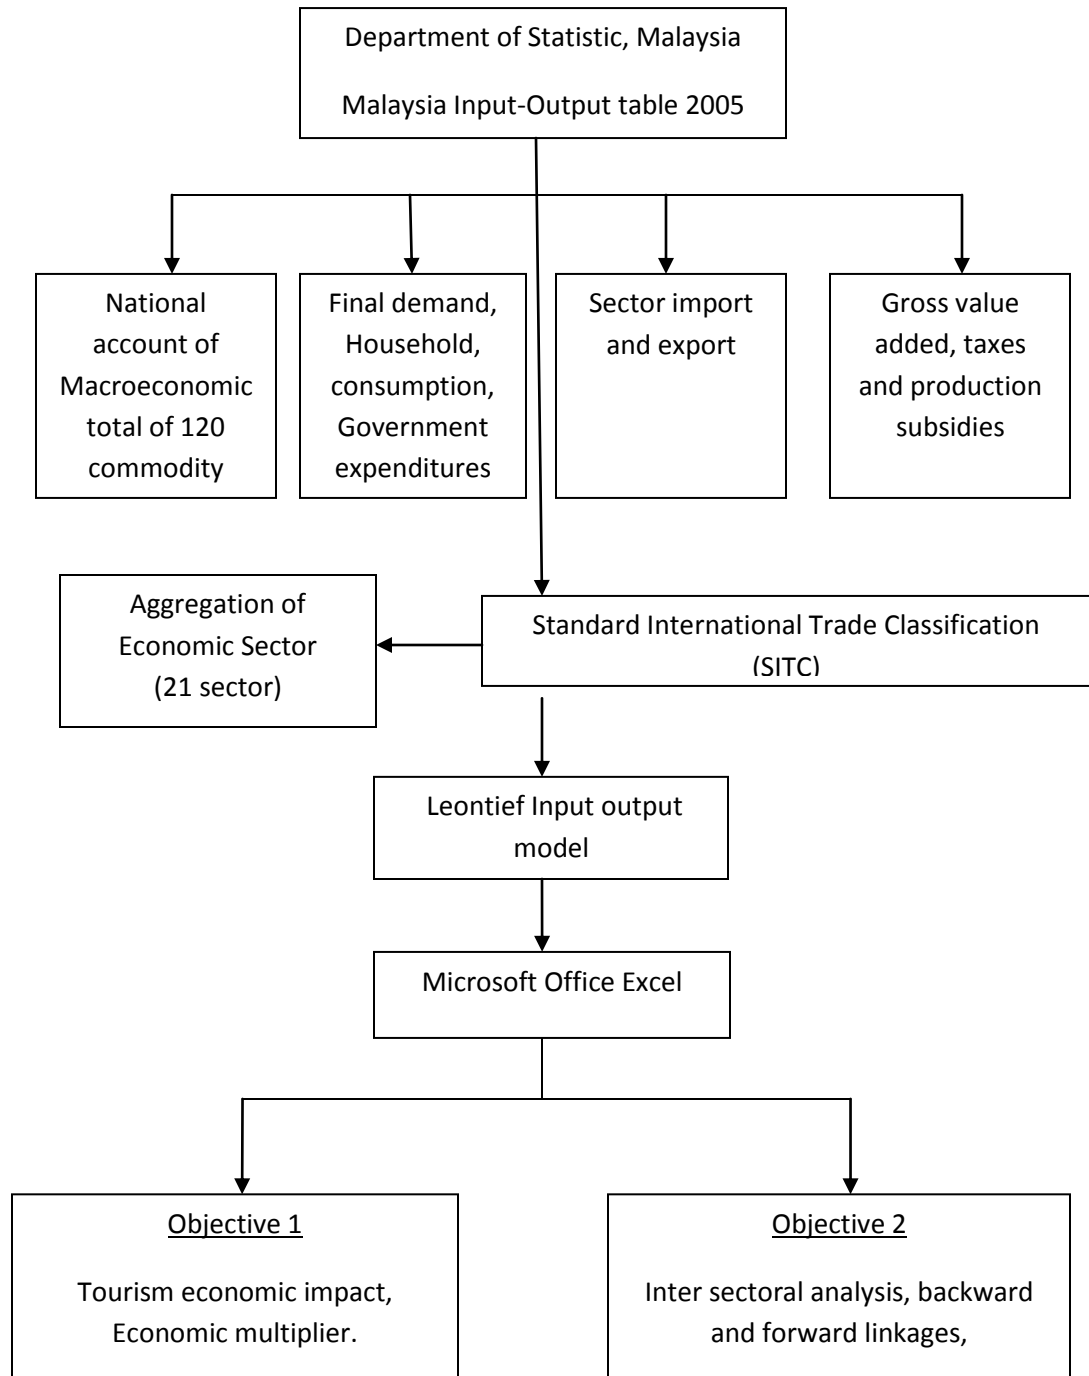 Department of Statistic, Malaysia
Malaysia Input-Output table 2005
National
account of
Macroeconomic
total of 120
commodity
Final demand,
Household,
consumption,
Government
expenditures
Sector import
and export
Gross value
added, taxes
and production
subsidies
Aggregation of
Economic Sector
(21 sector)
Standard International Trade Classification
(SITC)
Leontief Input output
model
Microsoft Office Excel
Objective 1
Tourism economic impact,
Economic multiplier.
Objective 2
Inter sectoral analysis, backward
and forward linkages,